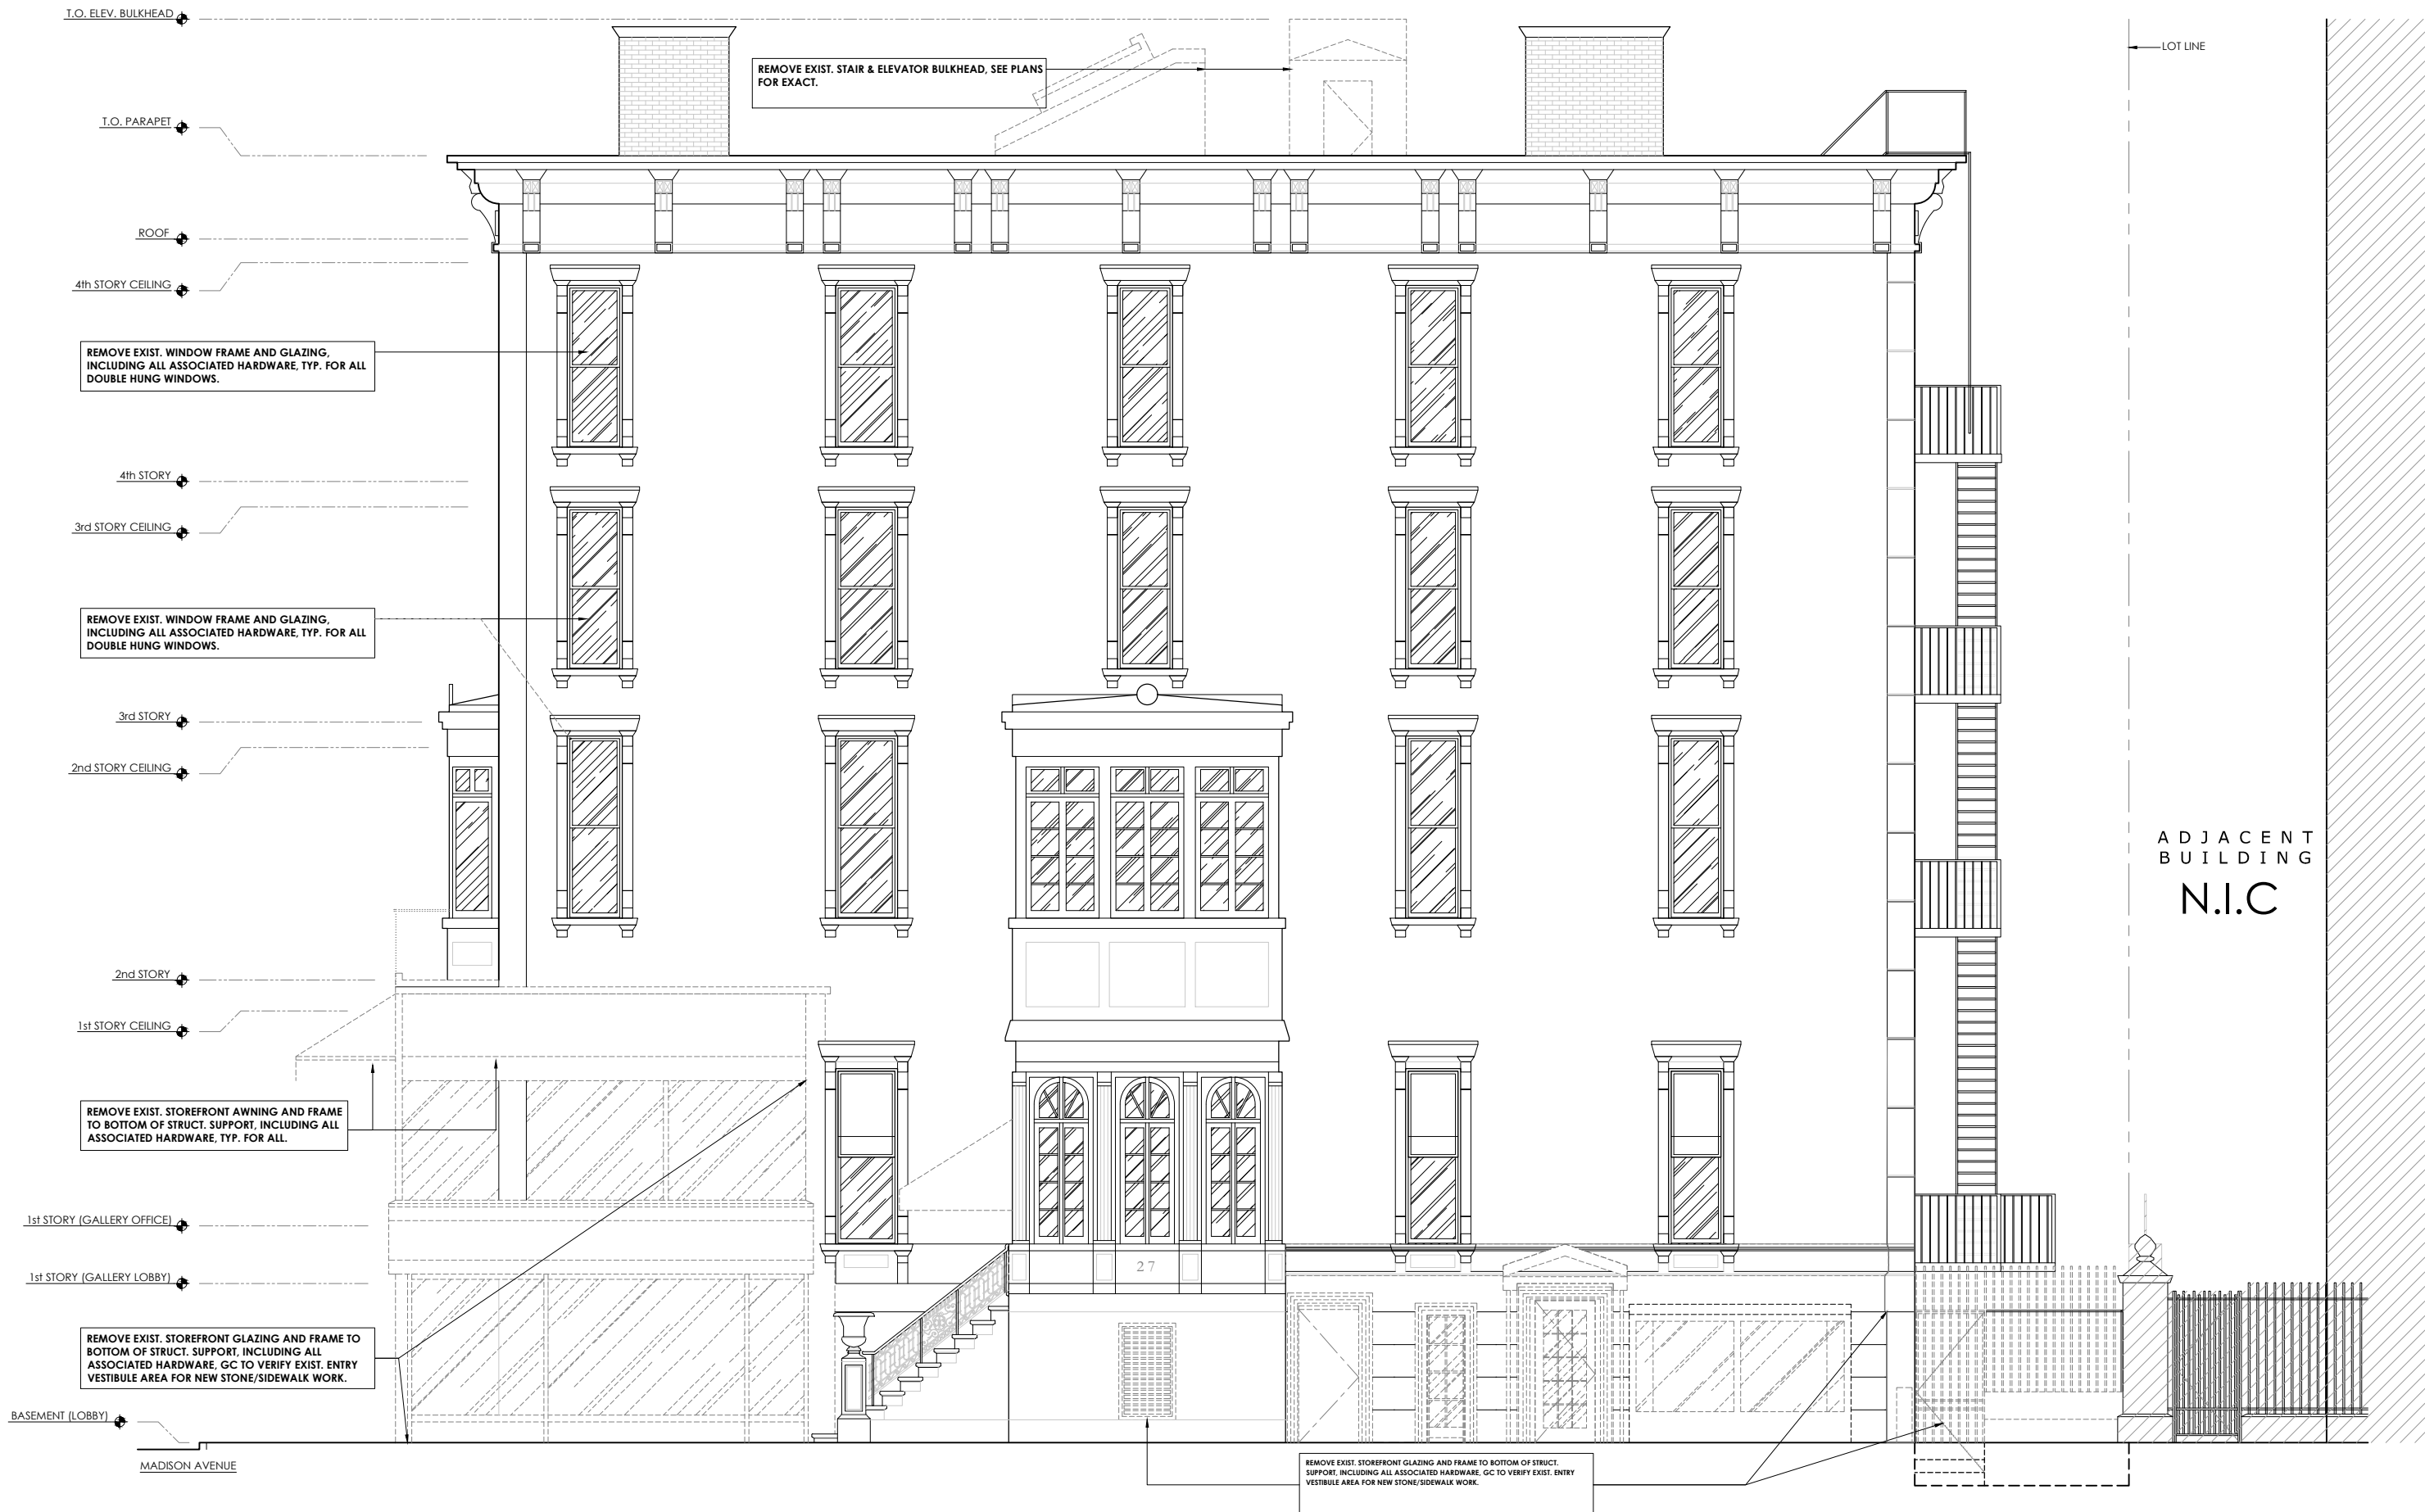 T.O. ELEV. BULKHEAD
LOT LINE
REMOVE EXIST. STAIR & ELEVATOR BULKHEAD, SEE PLANS
FOR EXACT.
T.O. PARAPET
ROOF
4th STORY CEILING
REMOVE EXIST. WINDOW FRAME AND GLAZING,
INCLUDING ALL ASSOCIATED HARDWARE, TYP. FOR ALL
DOUBLE HUNG WINDOWS.
4th STORY
3rd STORY CEILING
REMOVE EXIST. WINDOW FRAME AND GLAZING,
INCLUDING ALL ASSOCIATED HARDWARE, TYP. FOR ALL
DOUBLE HUNG WINDOWS.
3rd STORY
2nd STORY CEILING
ADJACENT
BUILDING
N.I.C
2nd STORY
1st STORY CEILING
REMOVE EXIST. STOREFRONT AWNING AND FRAME
TO BOTTOM OF STRUCT. SUPPORT, INCLUDING ALL
ASSOCIATED HARDWARE, TYP. FOR ALL.
1st STORY (GALLERY OFFICE)
27
1st STORY (GALLERY LOBBY)
REMOVE EXIST. STOREFRONT GLAZING AND FRAME TO
BOTTOM OF STRUCT. SUPPORT, INCLUDING ALL
ASSOCIATED HARDWARE, GC TO VERIFY EXIST. ENTRY
VESTIBULE AREA FOR NEW STONE/SIDEWALK WORK.
BASEMENT (LOBBY)
MADISON AVENUE
REMOVE EXIST. STOREFRONT GLAZING AND FRAME TO BOTTOM OF STRUCT.
SUPPORT, INCLUDING ALL ASSOCIATED HARDWARE, GC TO VERIFY EXIST. ENTRY
VESTIBULE AREA FOR NEW STONE/SIDEWALK WORK.